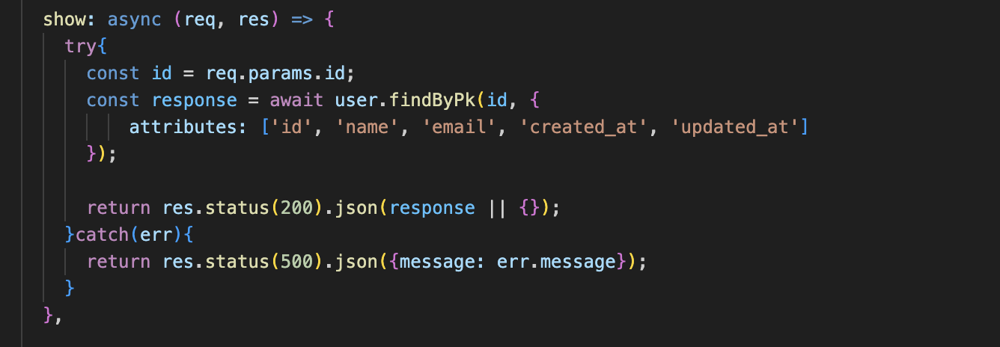 show: async (req, res) => {
try{
const id = req.params.id;
const response = await user.findByPk(id, {
attributes: ['id', 'name', 'email', 'created_at', 'updated_at']
});
return res.status(200).json(response || {});
}catch(err){
return res.status(500).json({message: err.message});
}
},